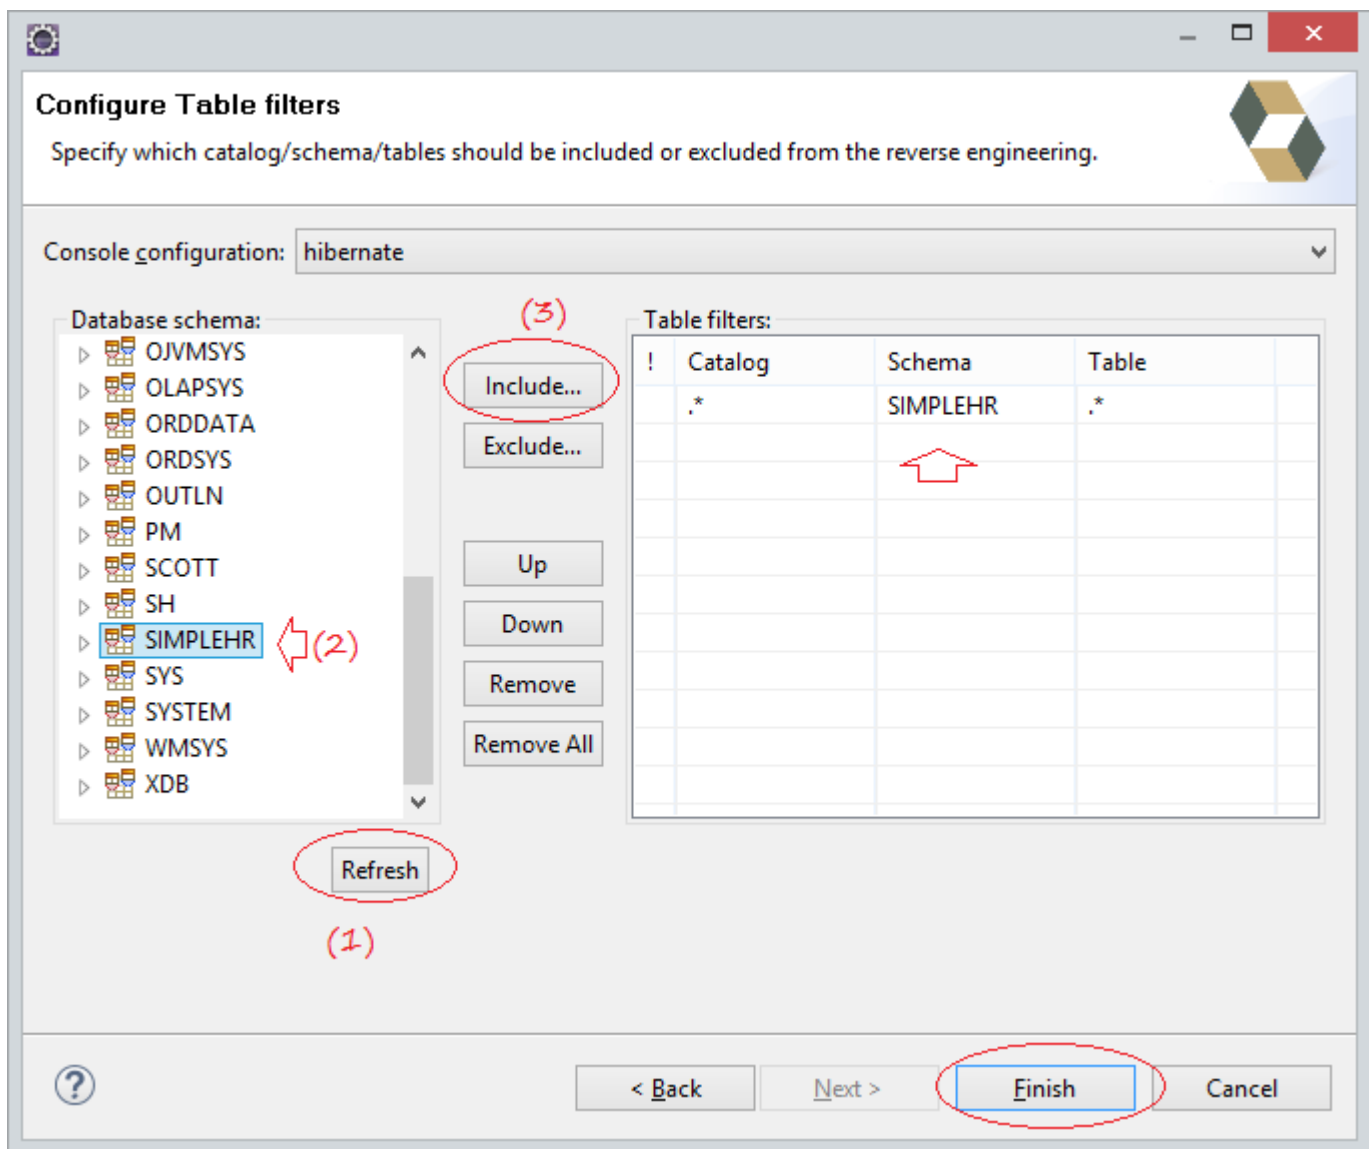 Configure Table filters
Specify which catalog/schema/tables should be included or excluded from the reverse engineering.
Console configuration: hibernate
Database schema:
OJVMSYS
OLAPSYS
ORDDATA
ORDSYS
OUTLN
PM
SCOTT
SH
SIMPLEHR (2)
SYS
SYSTEM
WMSYS
XDB
Refresh
(1)
(3)
Include...
Exclude...
Up
Down
Remove
Remove All
Table filters:
! Catalog Schema Table
.* SIMPLEHR .*
? < Back Next > Finish Cancel